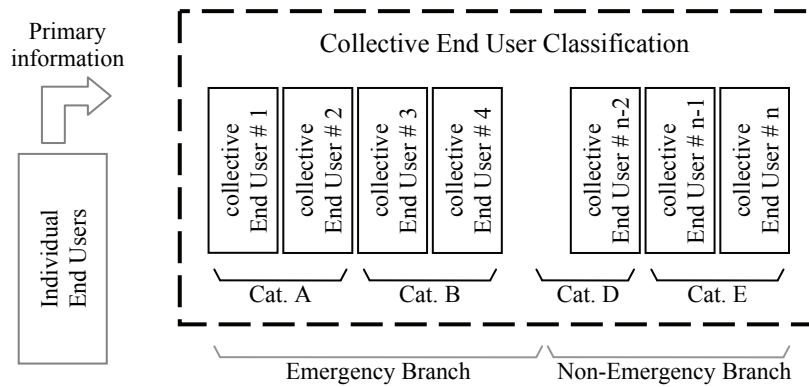 Primary
information
Collective End User Classification
Individual
End Users
collective
End User # 1
collective
End User # 2
collective
End User # 3
collective
End User # 4
collective
End User # n-2
collective
End User # n-1
collective
End User # n
Cat. A
Cat. B
Cat. D
Cat. E
Emergency Branch
Non-Emergency Branch